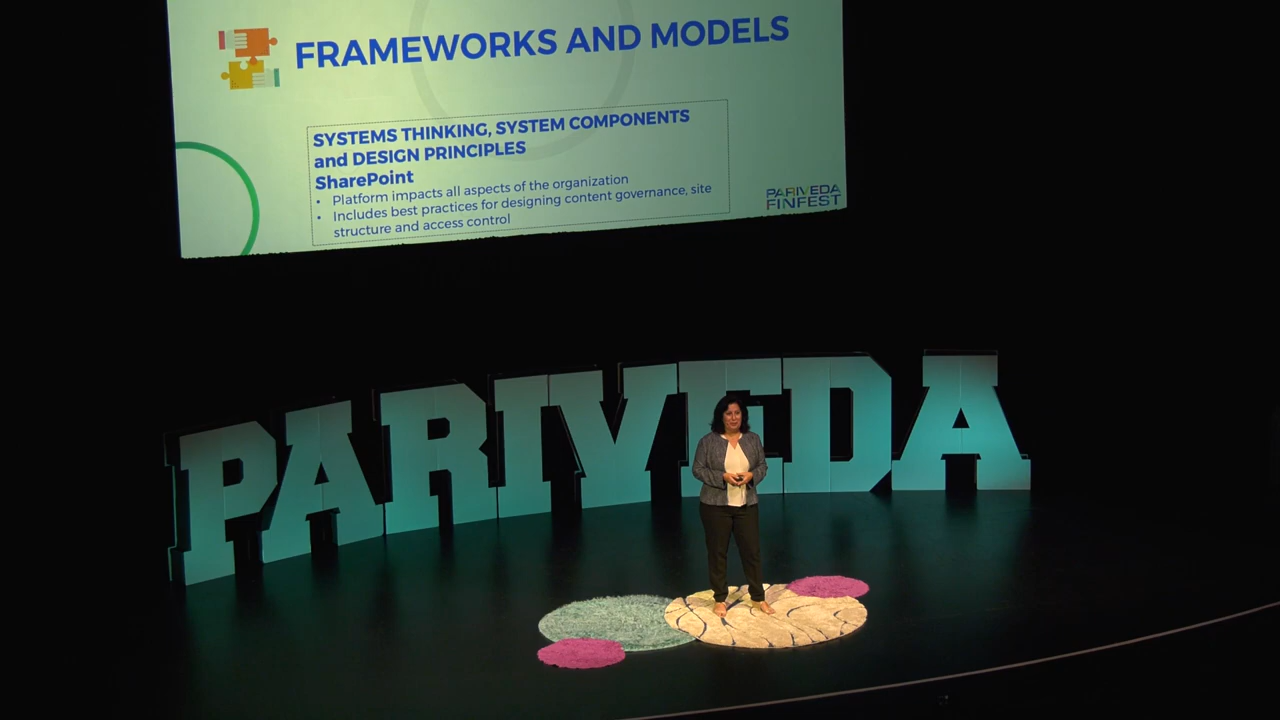 FRAMEWORKS AND MODELS
SYSTEMS THINKING, SYSTEM COMPONENTS
and DESIGN PRINCIPLES
SharePoint
• Platform impacts all aspects of the organization
• Includes best practices for designing content governance, site
structure and access control
PARIVEDA
FINFEST
PARIVEDA